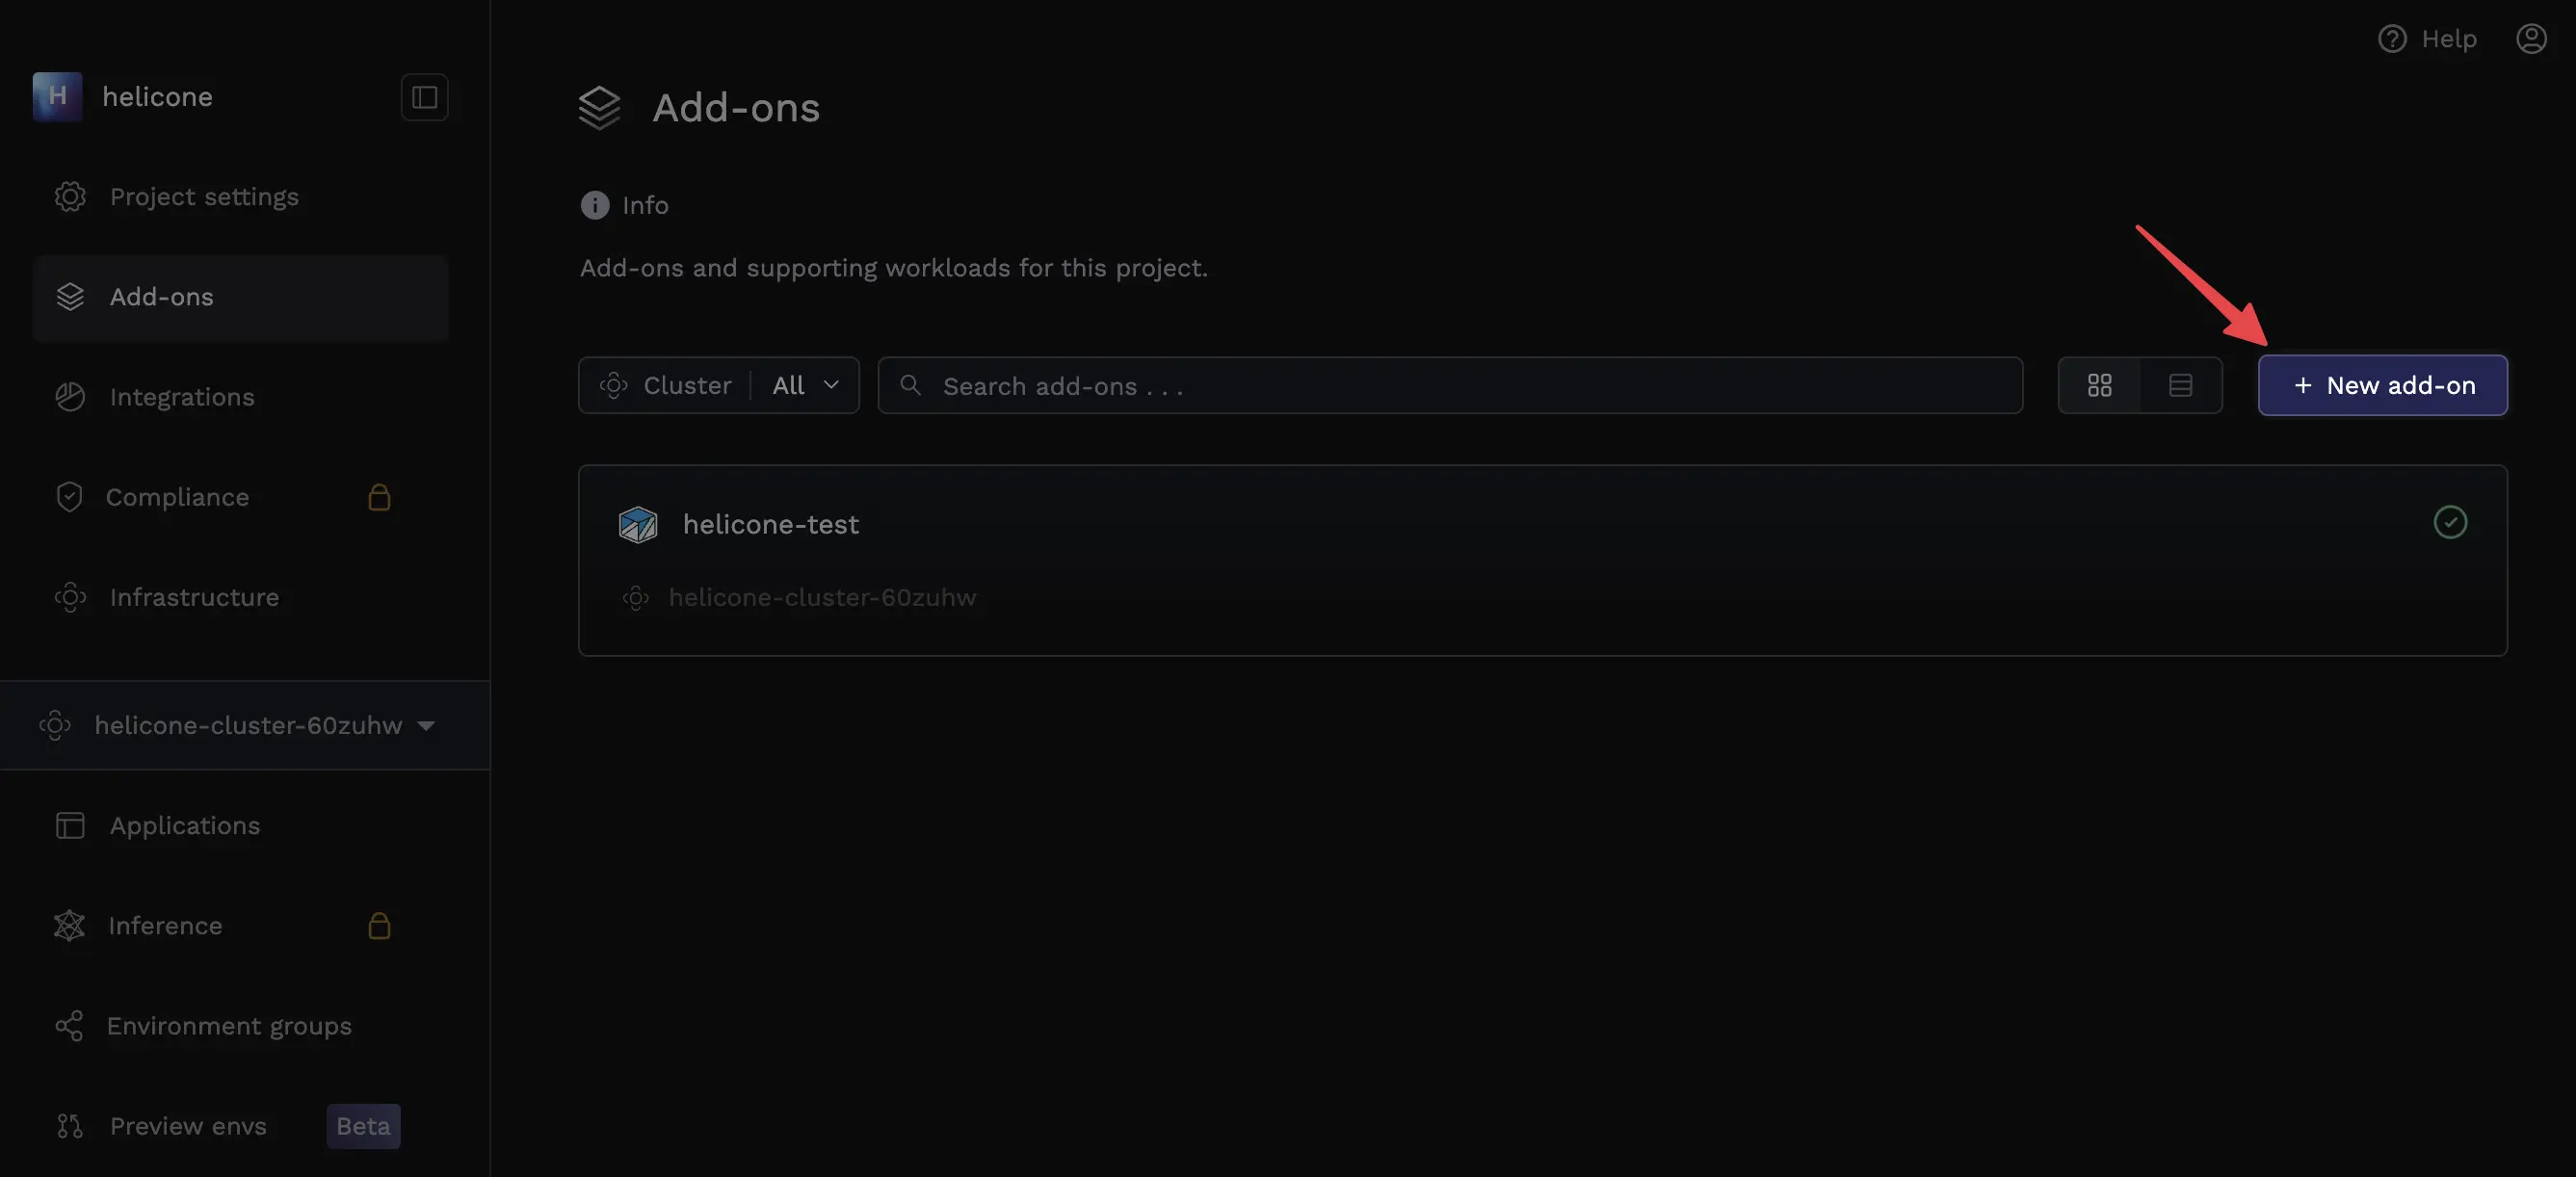 Help
H
helicone
Project settings
Add-ons
Integrations
Compliance
Infrastructure
helicone-cluster-60zuhw
Applications
Inference
Environment groups
Preview envs Beta
Add-ons
Info
Add-ons and supporting workloads for this project.
Cluster All Search add-ons . . . + New add-on
helicone-test
helicone-cluster-60zuhw